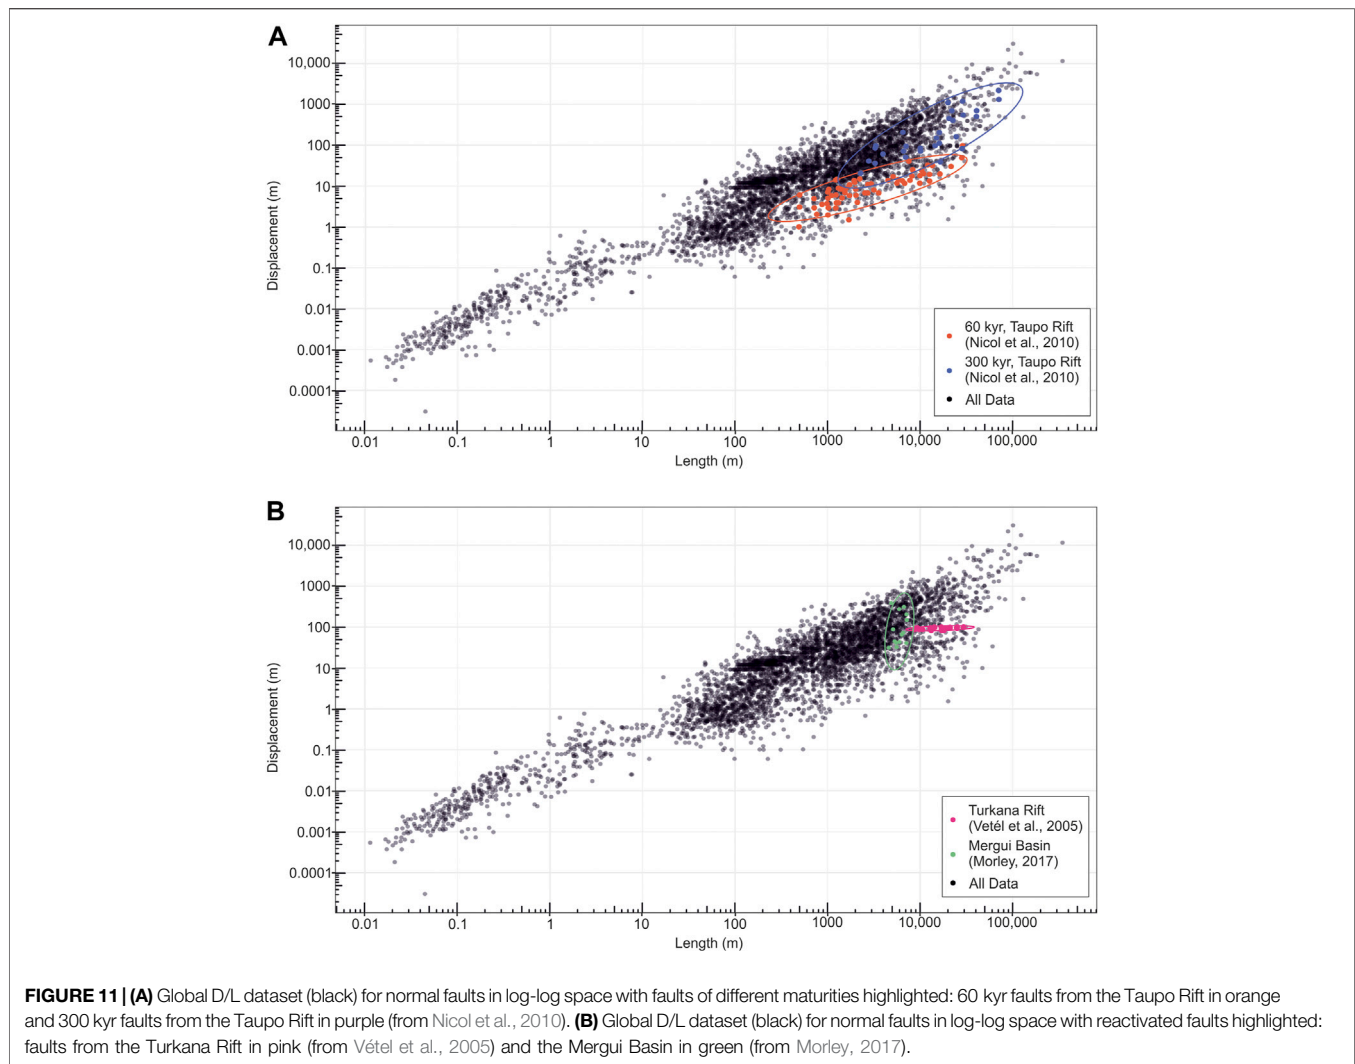 A
10,000
1000
100
10
1
0.1
0.01
0.001
0.0001
Displacement (m)
60 kyr, Taupo Rift
(Nicol et al., 2010)
300 kyr, Taupo Rift
(Nicol et al., 2010)
All Data
0.01 0.1 1 10 100 1000 10,000 100,000
Length (m)
B
10,000
1000
100
10
1
0.1
0.01
0.001
0.0001
Displacement (m)
Turkana Rift
(Vetél et al., 2005)
Mergui Basin
(Morley, 2017)
All Data
0.01 0.1 1 10 100 1000 10,000 100,000
Length (m)
FIGURE 11 | (A) Global D/L dataset (black) for normal faults in log-log space with faults of different maturities highlighted: 60 kyr faults from the Taupo Rift in orange
and 300 kyr faults from the Taupo Rift in purple (from Nicol et al., 2010). (B) Global D/L dataset (black) for normal faults in log-log space with reactivated faults highlighted:
faults from the Turkana Rift in pink (from Vétel et al., 2005) and the Mergui Basin in green (from Morley, 2017).